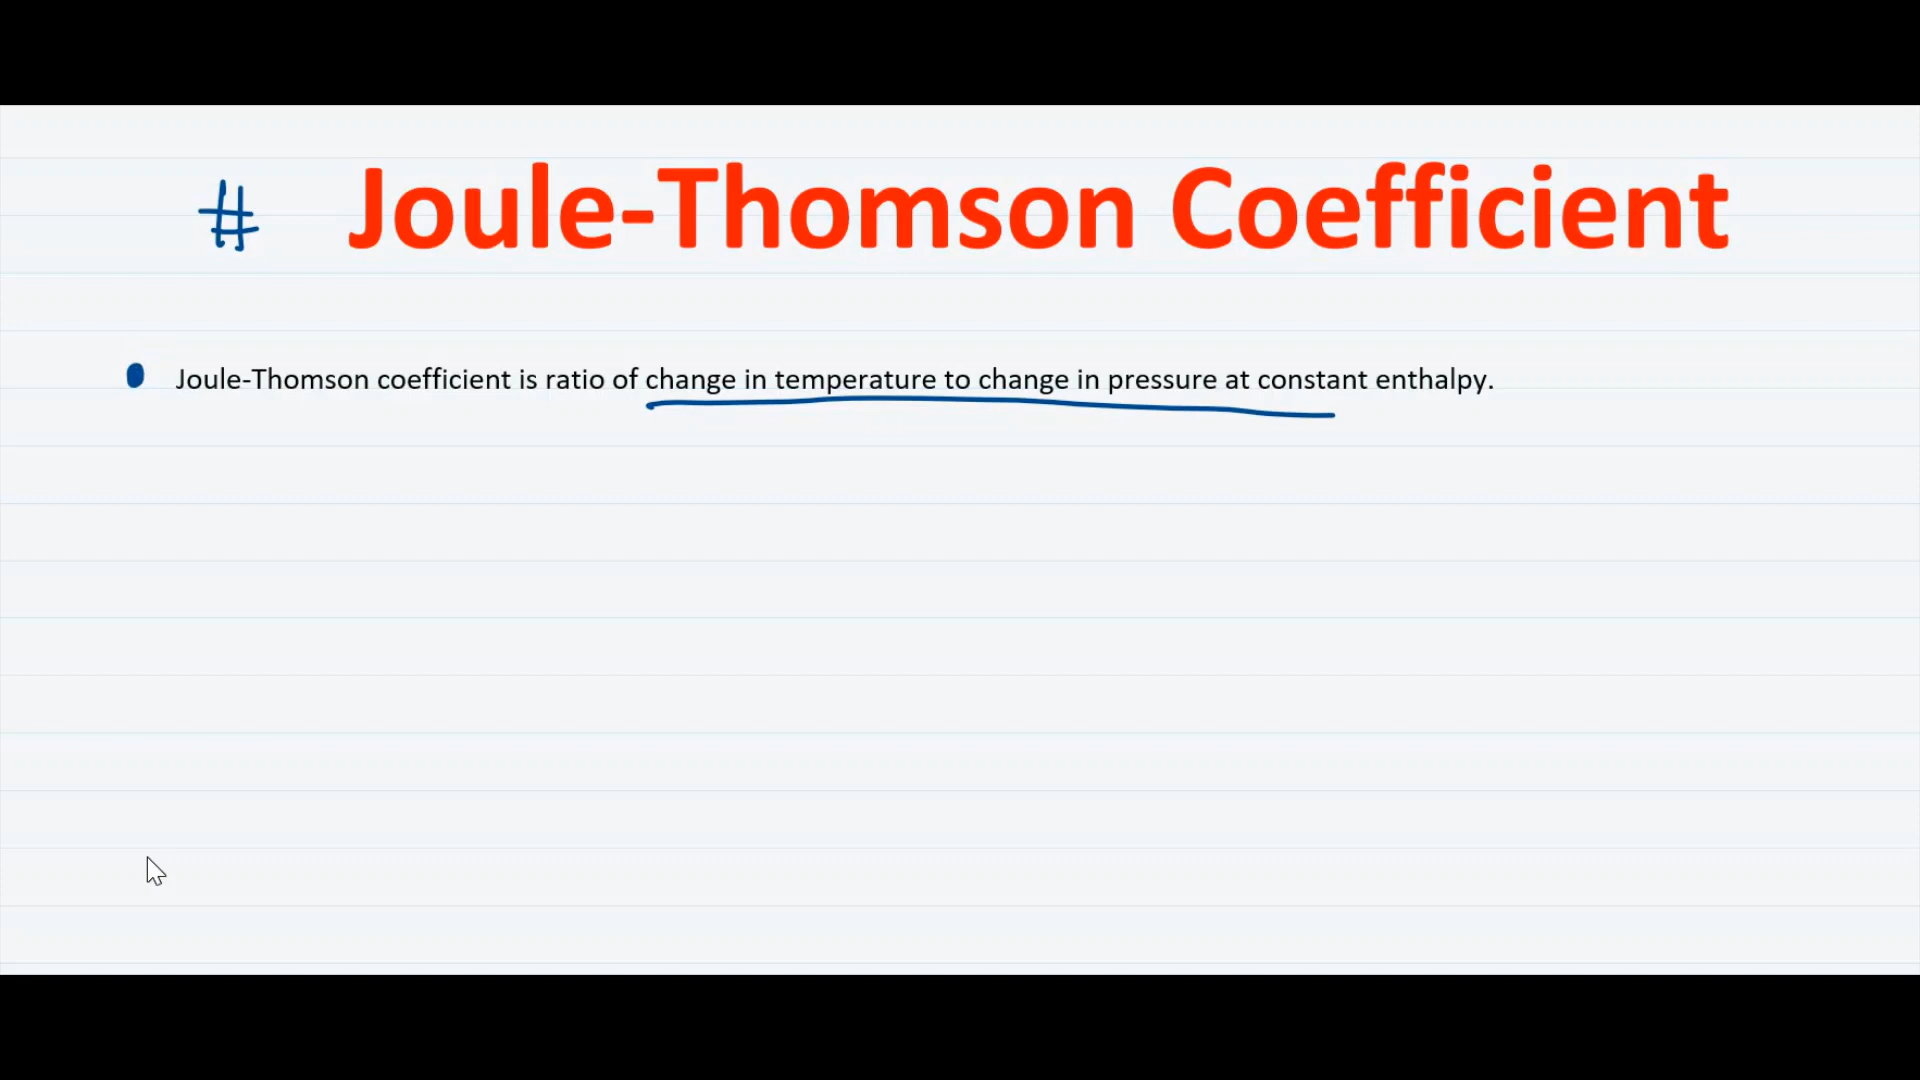 # Joule-Thomson Coefficient
Joule-Thomson coefficient is ratio of change in temperature to change in pressure at constant enthalpy.